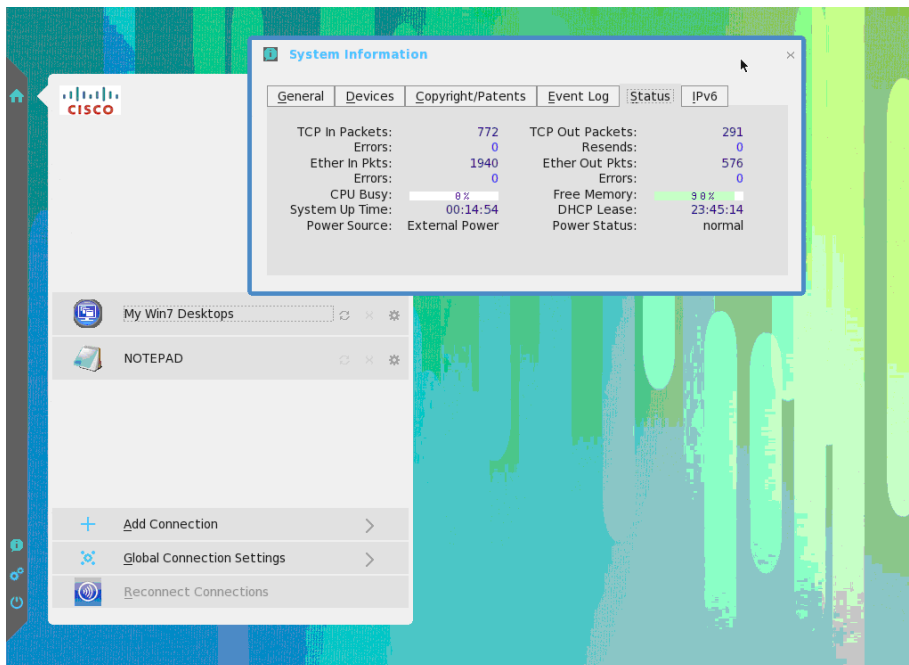 System Information
CISCO
General Devices Copyright/Patents Event Log Status IPv6
TCP In Packets: 772 TCP Out Packets: 291
Errors: 0 Resends: 0
Ether In Pkts: 1940 Ether Out Pkts: 576
Errors: 0 Errors: 0
CPU Busy: 0% Free Memory: 90%
System Up Time: 00:14:54 DHCP Lease: 23:45:14
Power Source: External Power Power Status: normal
My Win7 Desktops
NOTEPAD
Add Connection
Global Connection Settings
Reconnect Connections